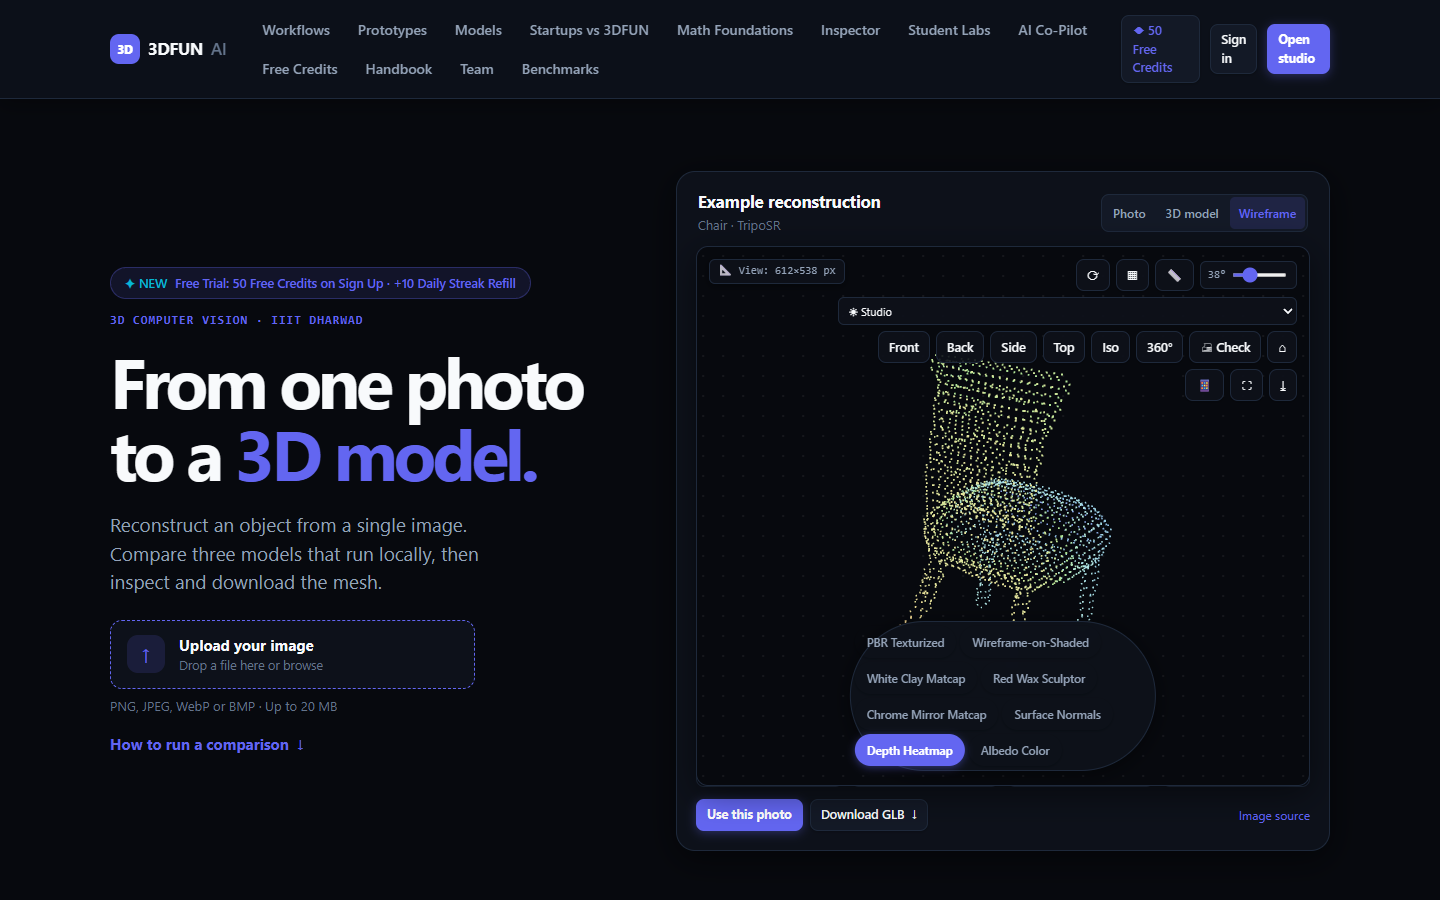 3D 3DFUN AI
Workflows Prototypes Models Startups vs 3DFUN Math Foundations Inspector Student Labs AI Co-Pilot
Free Credits Handbook Team Benchmarks
50
Free
Credits
Sign
in
Open
studio
✦ NEW Free Trial: 50 Free Credits on Sign Up · +10 Daily Streak Refill
3D COMPUTER VISION · IIIT DHARWAD
From one photo
to a 3D model.
Reconstruct an object from a single image.
Compare three models that run locally, then
inspect and download the mesh.
↑ Upload your image
Drop a file here or browse
PNG, JPEG, WebP or BMP · Up to 20 MB
How to run a comparison ↓
Example reconstruction
Chair · TripoSR
Photo 3D model Wireframe
View: 612×538 px
38°
Studio
Front Back Side Top Iso 360° Check
PBR Texturized Wireframe-on-Shaded
White Clay Matcap Red Wax Sculptor
Chrome Mirror Matcap Surface Normals
Depth Heatmap Albedo Color
Use this photo Download GLB ↓
Image source